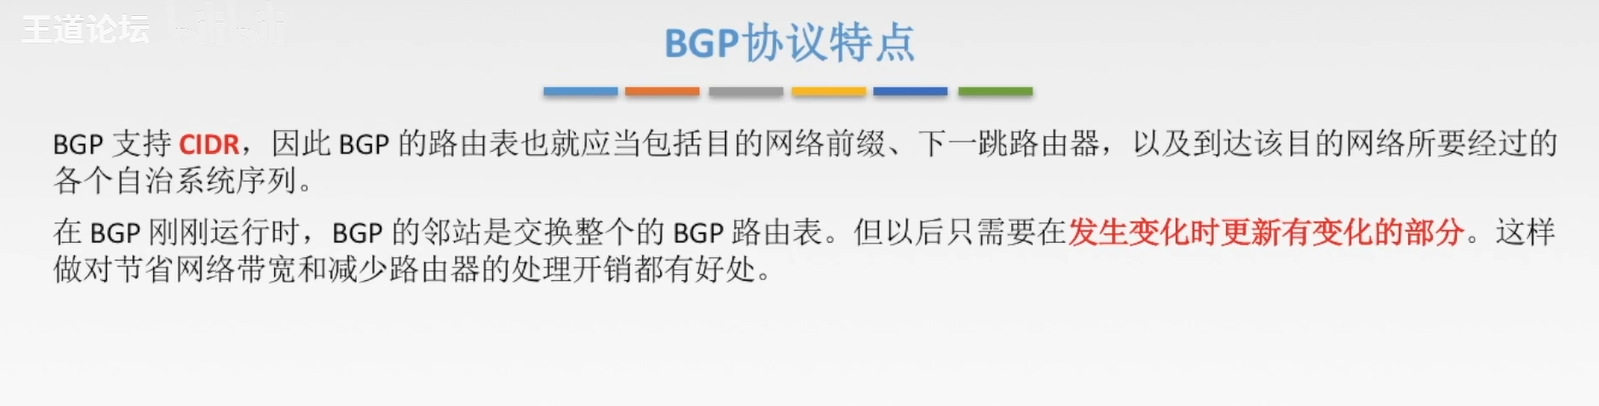 王道论坛
BGP协议特点
BGP 支持 CIDR，因此 BGP 的路由表也就应当包括目的网络前缀、下一跳路由器，以及到达该目的网络所要经过的
各个自治系统序列。
在 BGP 刚刚运行时，BGP 的邻站是交换整个的 BGP 路由表。但以后只需要在发生变化时更新有变化的部分。这样
做对节省网络带宽和减少路由器的处理开销都有好处。